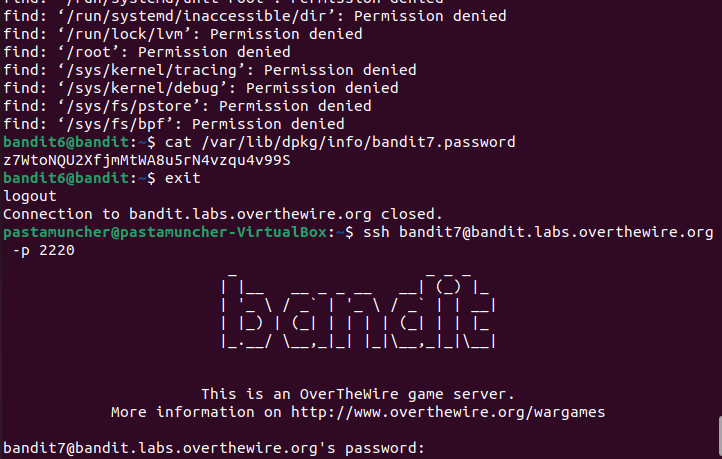 find: ‘/run/systemd/inaccessible/dir’: Permission denied
find: ‘/run/lock/lvm’: Permission denied
find: ‘/root’: Permission denied
find: ‘/sys/kernel/tracing’: Permission denied
find: ‘/sys/kernel/debug’: Permission denied
find: ‘/sys/fs/pstore’: Permission denied
find: ‘/sys/fs/bpf’: Permission denied
bandit6@bandit:~$ cat /var/lib/dpkg/info/bandit7.password
z7WtoNQU2XfjmMtWA8u5rN4vzqu4v99S
bandit6@bandit:~$ exit
logout
Connection to bandit.labs.overthewire.org closed.
pastamuncher@pastamuncher-VirtualBox:~$ ssh bandit7@bandit.labs.overthewire.org
-p 2220
bandit
This is an OverTheWire game server.
More information on http://www.overthewire.org/wargames
bandit7@bandit.labs.overthewire.org's password: